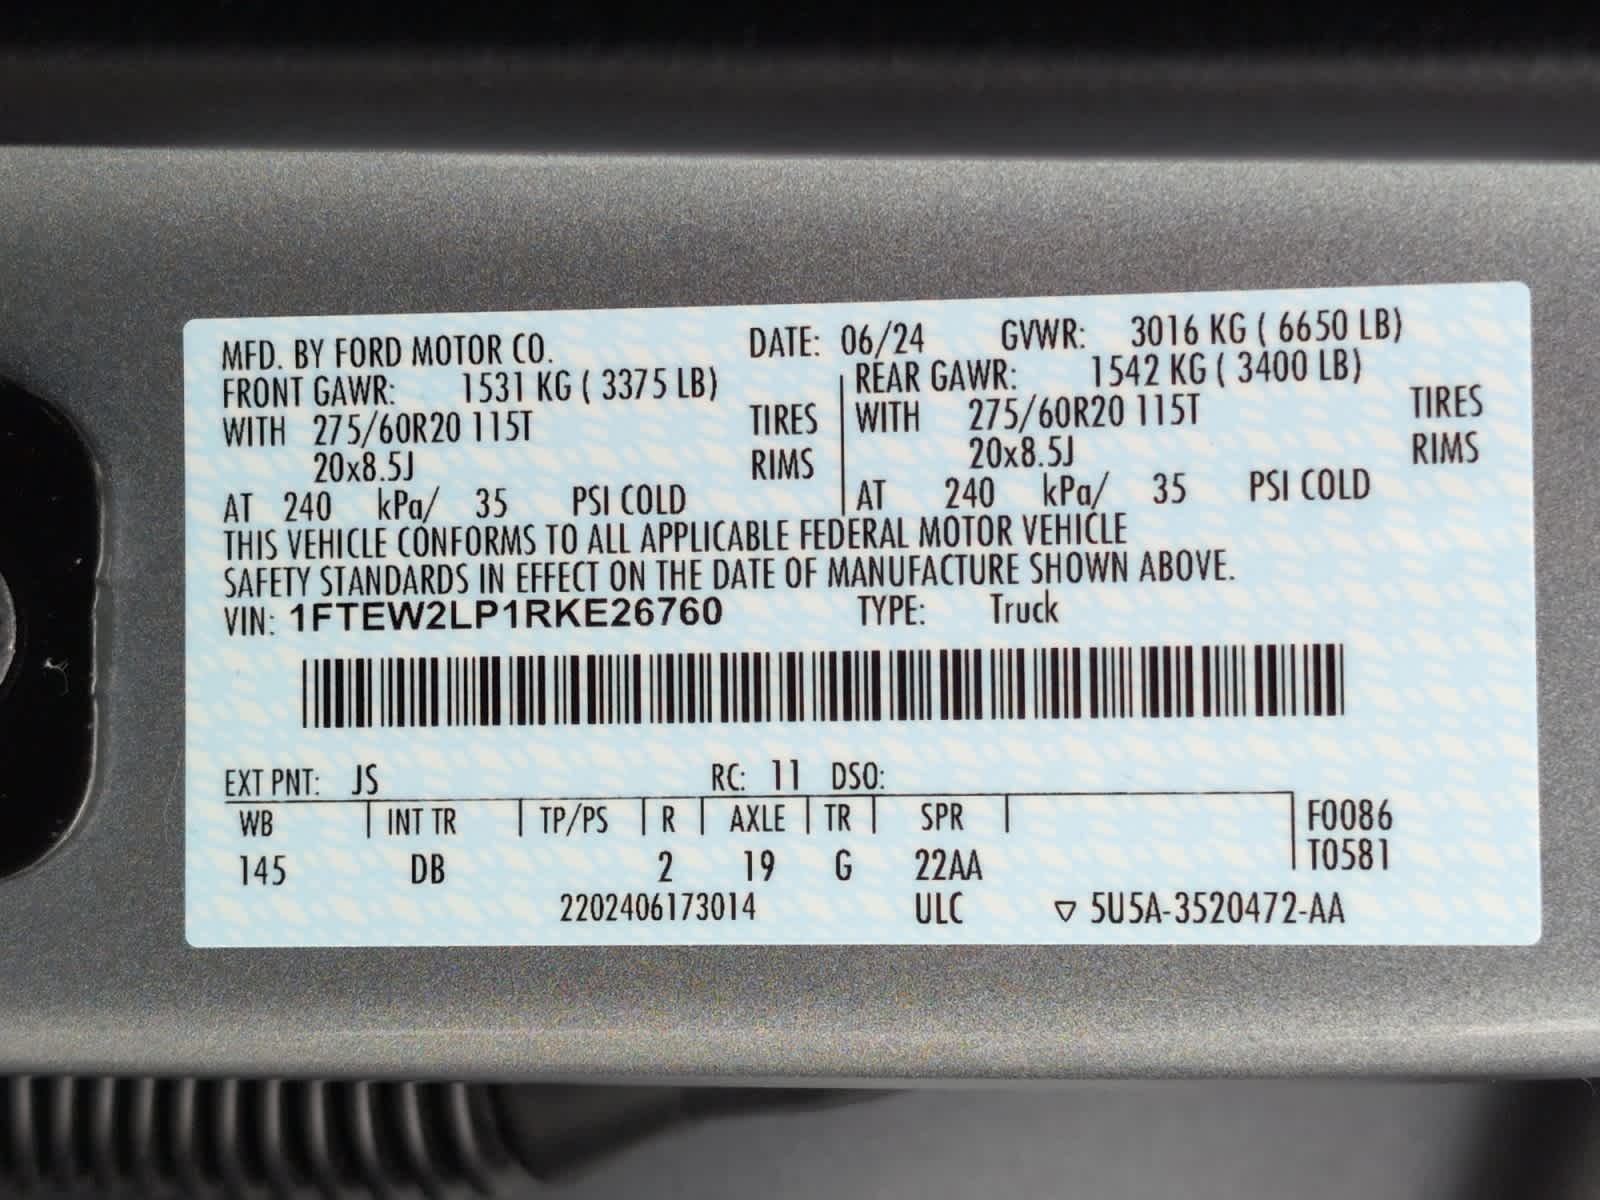 MFD. BY FORD MOTOR CO. DATE: 06/24 GVWR: 3016 KG ( 6650 LB)
FRONT GAWR: 1531 KG ( 3375 LB) REAR GAWR: 1542 KG ( 3400 LB)
WITH 275/60R20 115T TIRES WITH 275/60R20 115T TIRES
20x8.5J RIMS 20x8.5J RIMS
AT 240 kPa/ 35 PSI COLD AT 240 kPa/ 35 PSI COLD
THIS VEHICLE CONFORMS TO ALL APPLICABLE FEDERAL MOTOR VEHICLE
SAFETY STANDARDS IN EFFECT ON THE DATE OF MANUFACTURE SHOWN ABOVE.
VIN: 1FTEW2LP1RKE26760 TYPE: Truck
EXT PNT: JS RC: 11 DSO:
WB INT TR TP/PS R AXLE TR SPR F0086
145 DB 2 19 G 22AA T0581
2202406173014 ULC ▽ 5U5A-3520472-AA